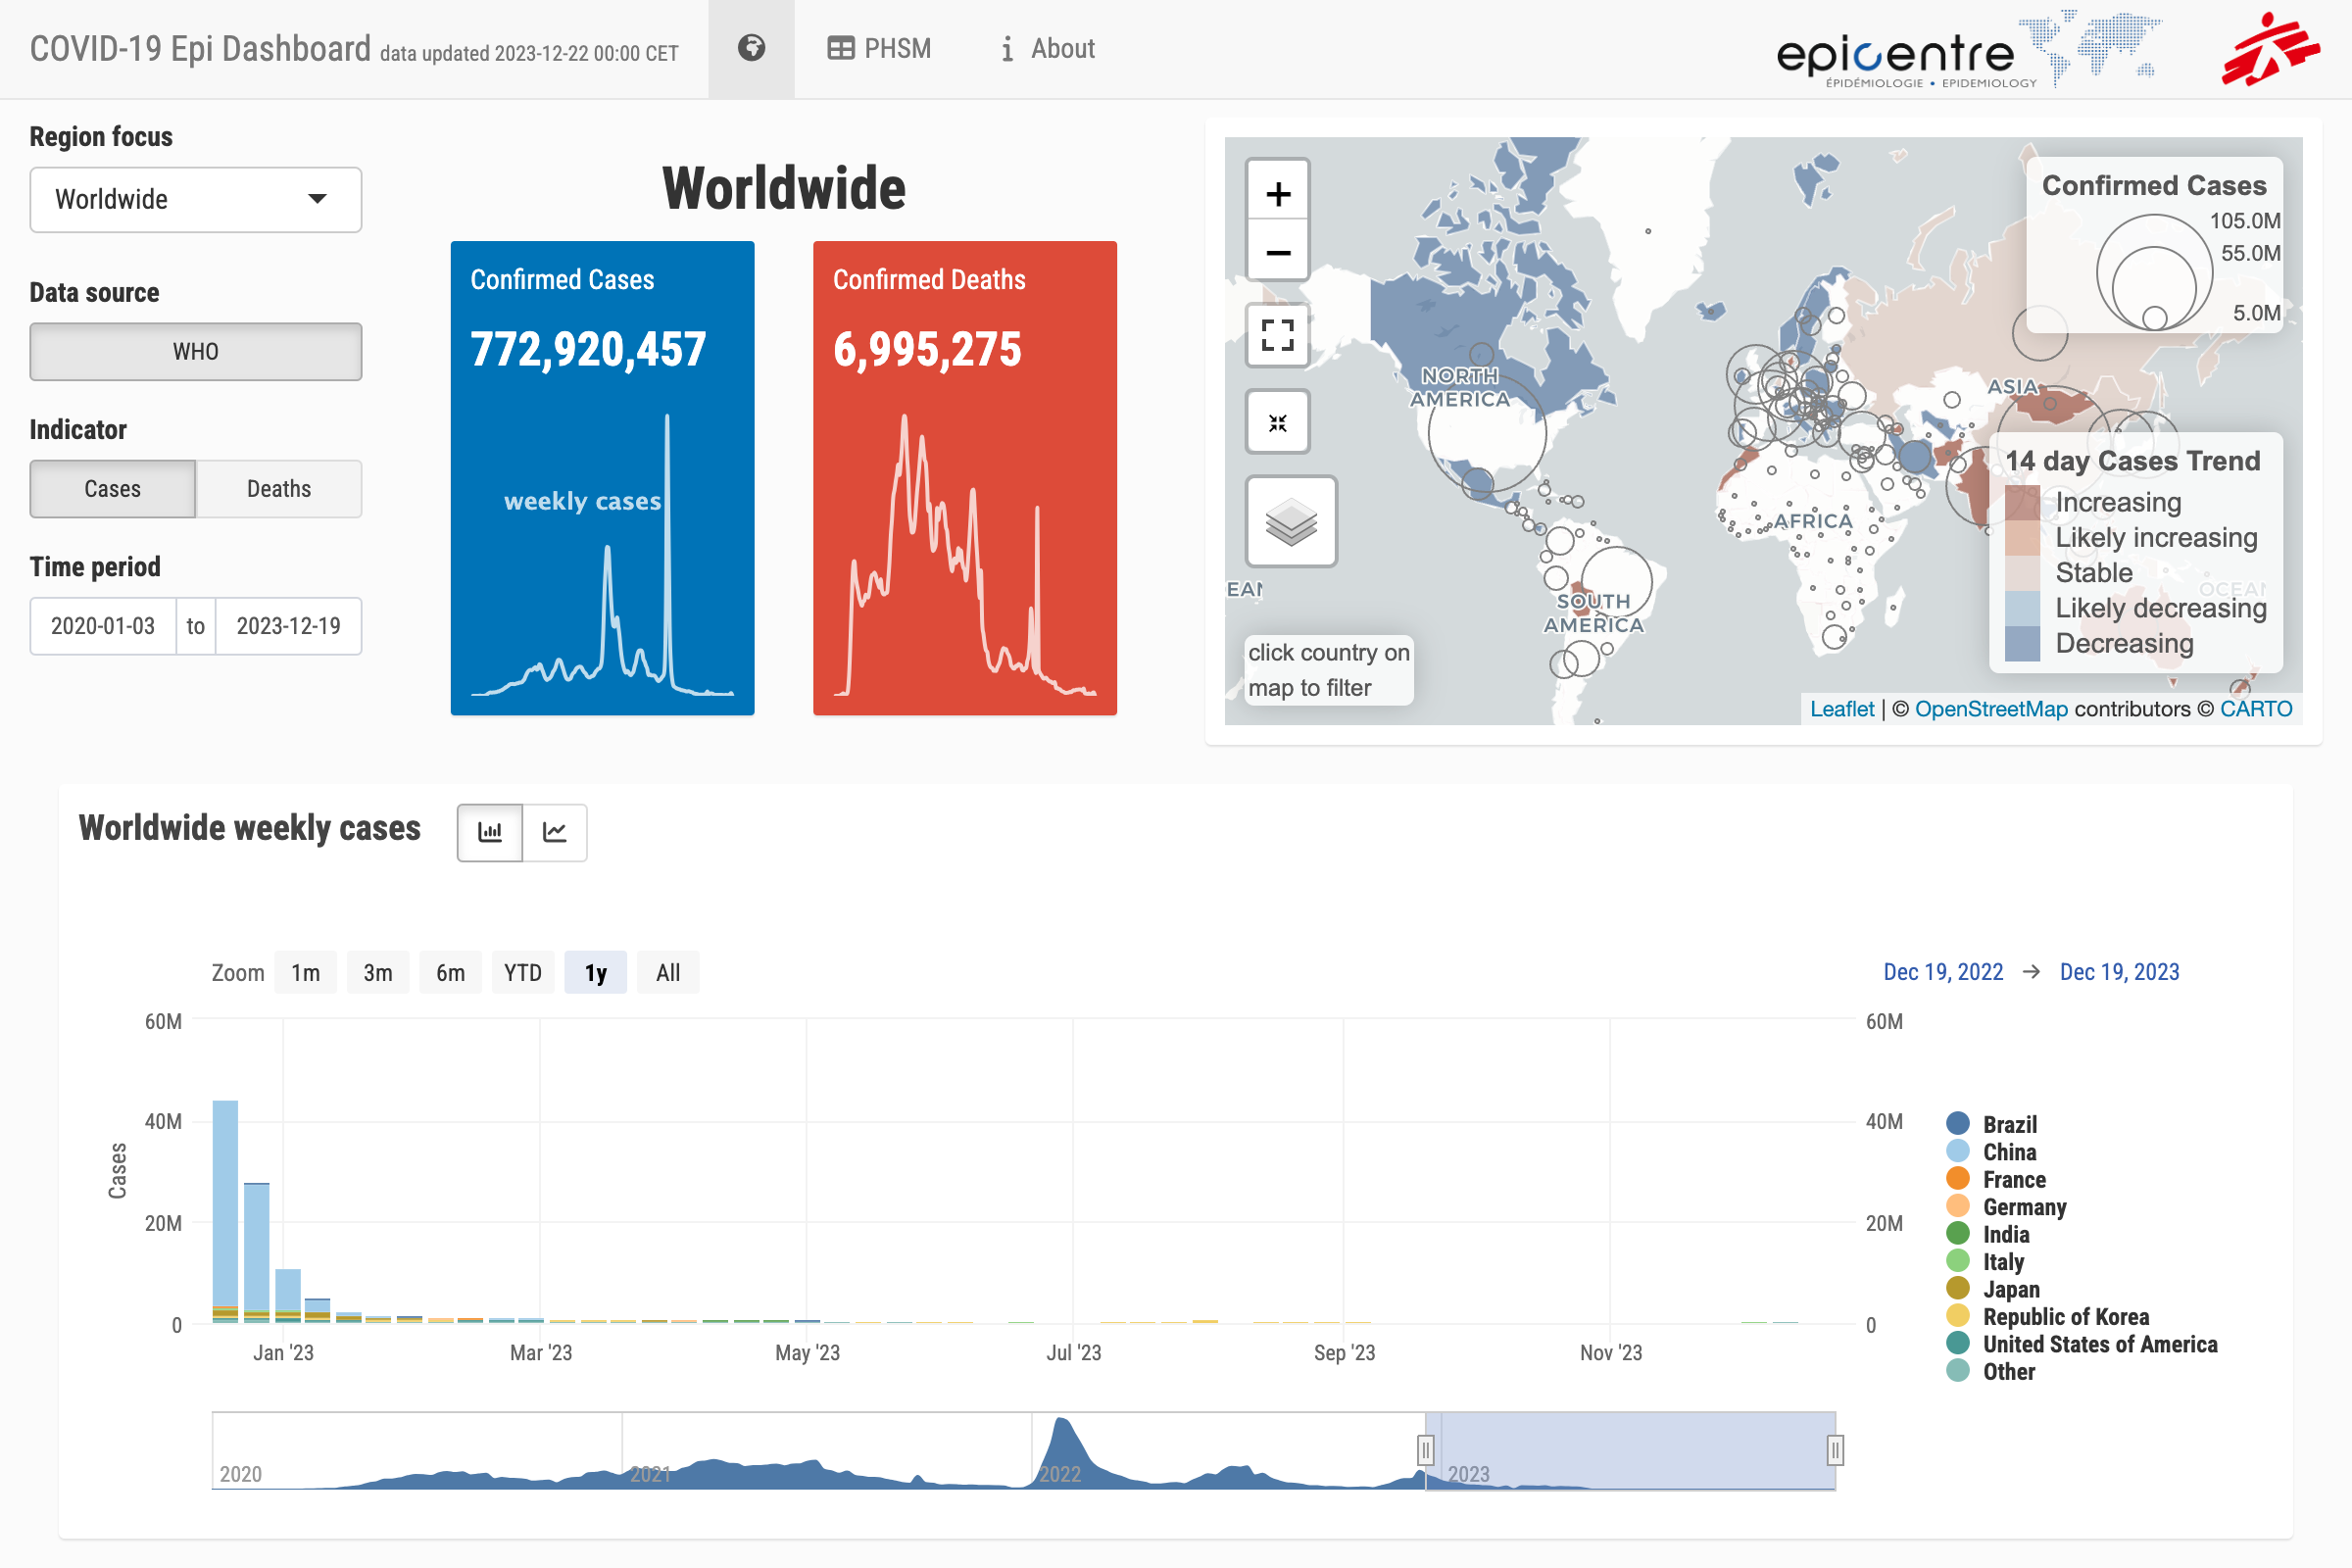 COVID-19 Epi Dashboard data updated 2023-12-22 00:00 CET
PHSM
About
epicentre
ÉPIDÉMIOLOGIE • EPIDEMIOLOGY
Region focus
Worldwide
Data source
WHO
Indicator
Cases Deaths
Time period
2020-01-03 to 2023-12-19
Worldwide
Confirmed Cases
772,920,457
weekly cases
Confirmed Deaths
6,995,275
+
−
NORTH
AMERICA
ASIA
AFRICA
SOUTH
AMERICA
EAN
OCEAN
Confirmed Cases
105.0M
55.0M
5.0M
14 day Cases Trend
Increasing
Likely increasing
Stable
Likely decreasing
Decreasing
click country on
map to filter
Leaflet | © OpenStreetMap contributors © CARTO
Worldwide weekly cases
Zoom 1m 3m 6m YTD 1y All
Dec 19, 2022 → Dec 19, 2023
Cases
60M
40M
20M
0
60M
40M
20M
0
Jan '23 Mar '23 May '23 Jul '23 Sep '23 Nov '23
Brazil
China
France
Germany
India
Italy
Japan
Republic of Korea
United States of America
Other
2020 2021 2022 2023